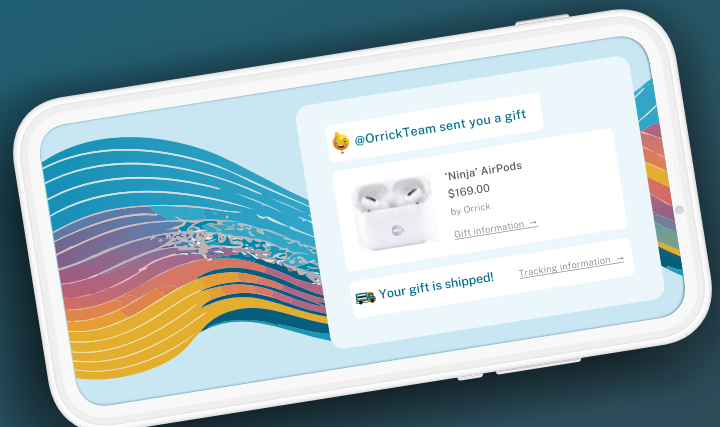 @OrrickTeam sent you a gift
‘Ninja’ AirPods
$169.00
by Orrick
Gift information →
Your gift is shipped!
Tracking information →